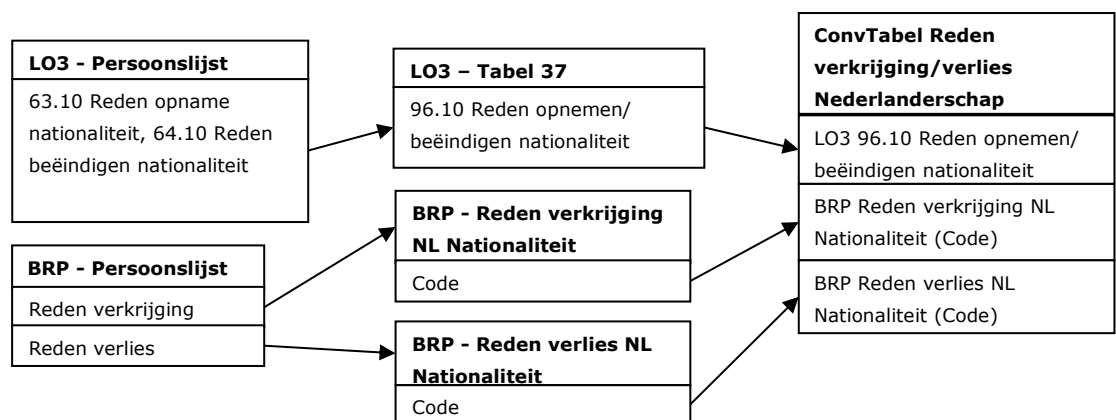 LO3 - Persoonslijst
63.10 Reden opname
nationaliteit, 64.10 Reden
beëindigen nationaliteit
BRP - Persoonslijst
Reden verkrijging
Reden verlies
LO3 – Tabel 37
96.10 Reden opnemen/
beëindigen nationaliteit
BRP - Reden verkrijging
NL Nationaliteit
Code
BRP - Reden verlies NL
Nationaliteit
Code
ConvTabel Reden
verkrijging/verlies
Nederlanderschap
LO3 96.10 Reden opnemen/
beëindigen nationaliteit
BRP Reden verkrijging NL
Nationaliteit (Code)
BRP Reden verlies NL
Nationaliteit (Code)